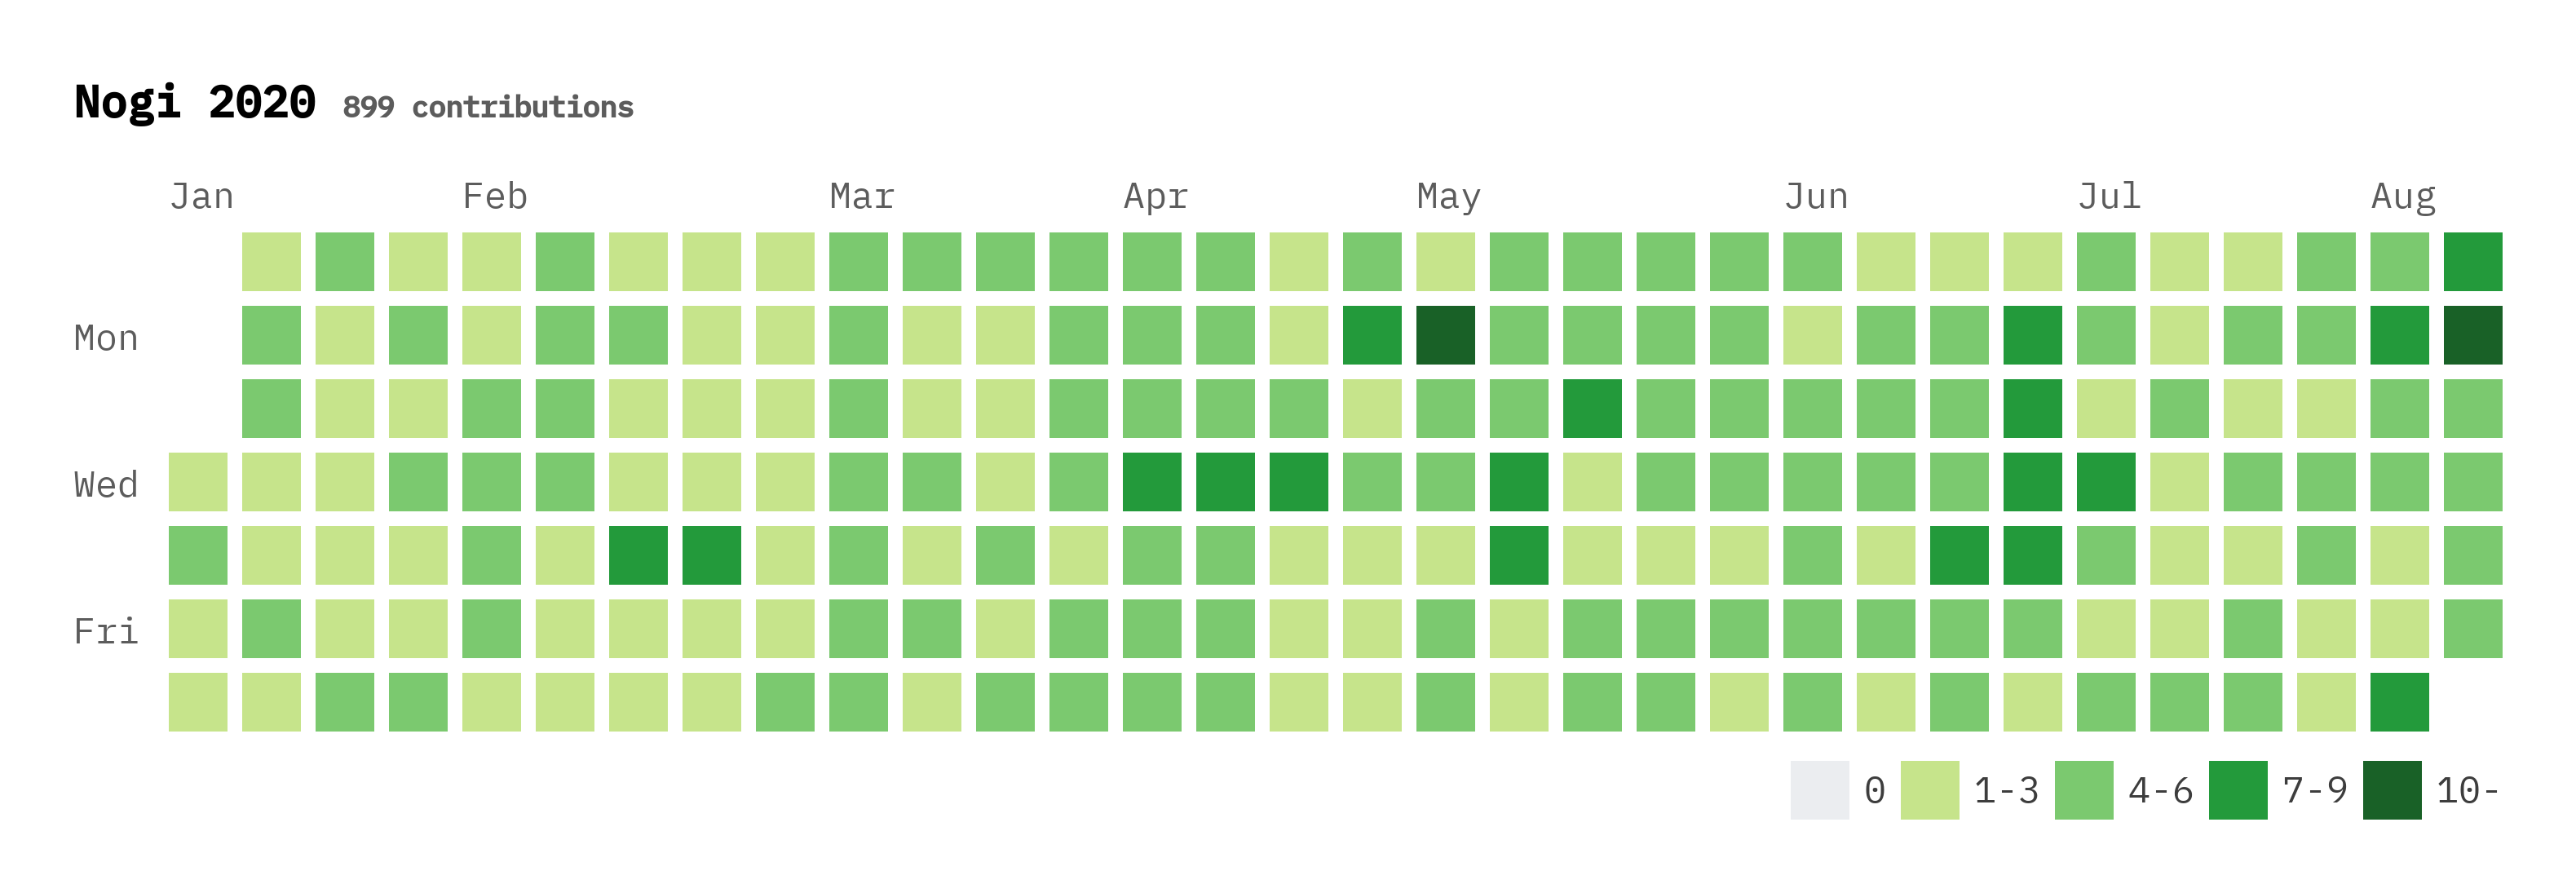 Nogi 2020 899 contributions
Jan Feb Mar Apr May Jun Jul Aug
Mon
Wed
Fri
0 1-3 4-6 7-9 10-